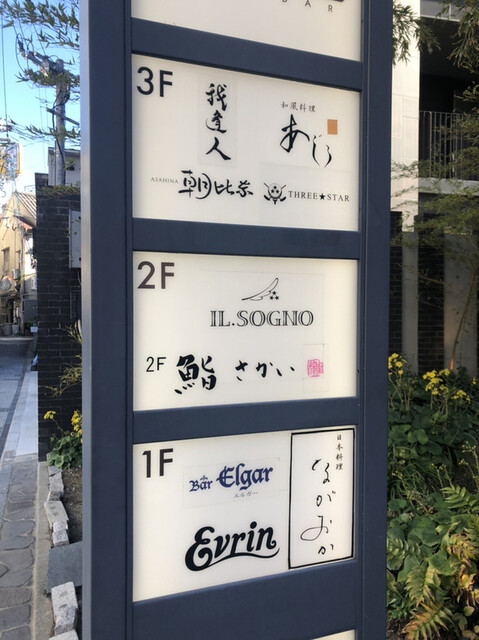 BAR
3F
我逢人
和風料理
あじろ
ASAHINA
朝比奈
THREE★STAR
2F
IL.SOGNO
2F
鮨 さかい
1F
Bar Elgar
エルガー
日本料理
ながおか
Evrin